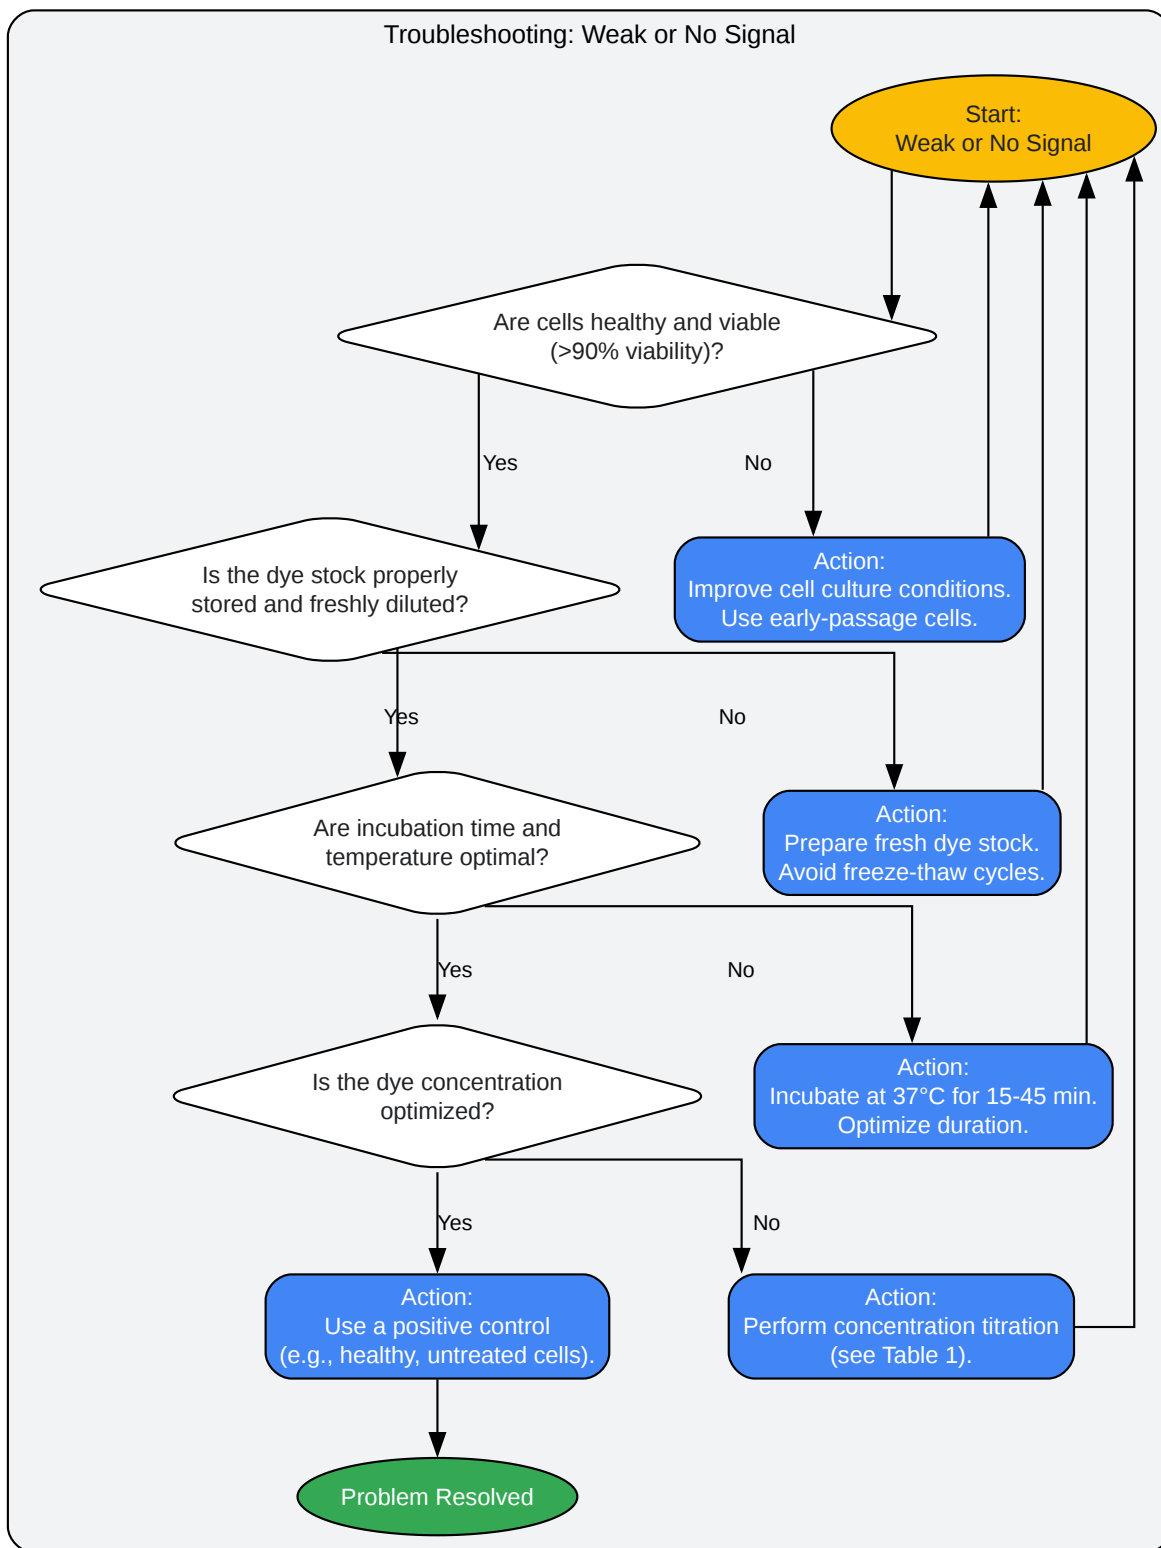 Troubleshooting: Weak or No Signal
Start:
Weak or No Signal
Are cells healthy and viable
(>90% viability)?
Yes
No
Is the dye stock properly
stored and freshly diluted?
Action:
Improve cell culture conditions.
Use early-passage cells.
Yes
No
Are incubation time and
temperature optimal?
Action:
Prepare fresh dye stock.
Avoid freeze-thaw cycles.
Yes
No
Is the dye concentration
optimized?
Action:
Incubate at 37°C for 15-45 min.
Optimize duration.
Yes
No
Action:
Use a positive control
(e.g., healthy, untreated cells).
Action:
Perform concentration titration
(see Table 1).
Problem Resolved